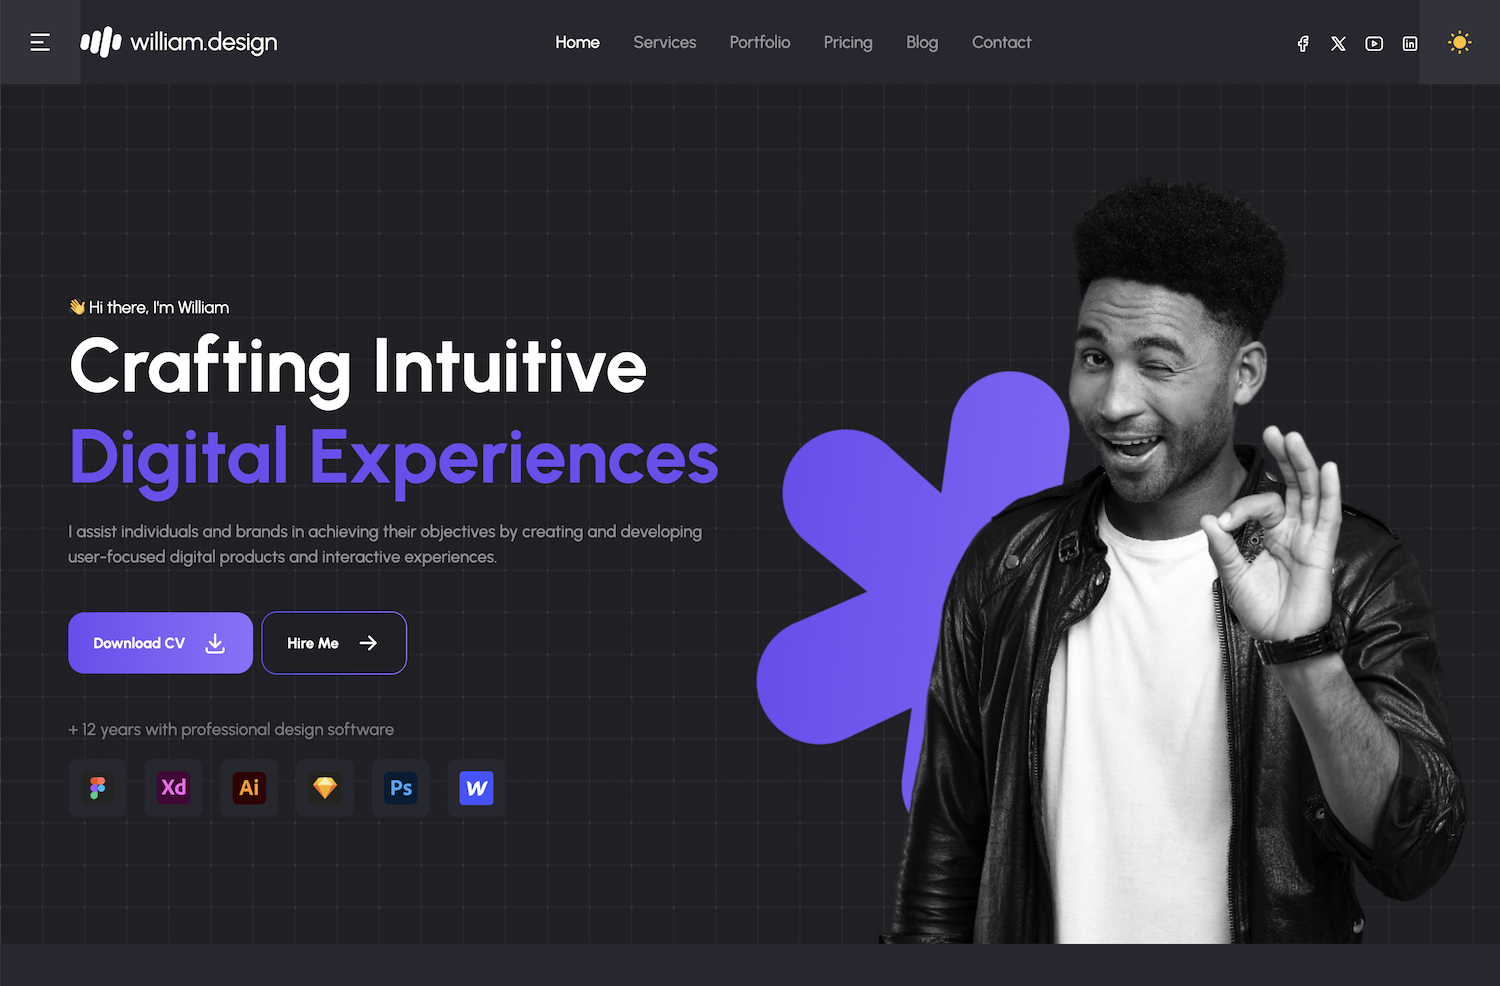 william.design
Home Services Portfolio Pricing Blog Contact
👋 Hi there, I'm William
Crafting Intuitive
Digital Experiences
I assist individuals and brands in achieving their objectives by creating and developing
user-focused digital products and interactive experiences.
Download CV
Hire Me
+ 12 years with professional design software
Xd Ai Ps W